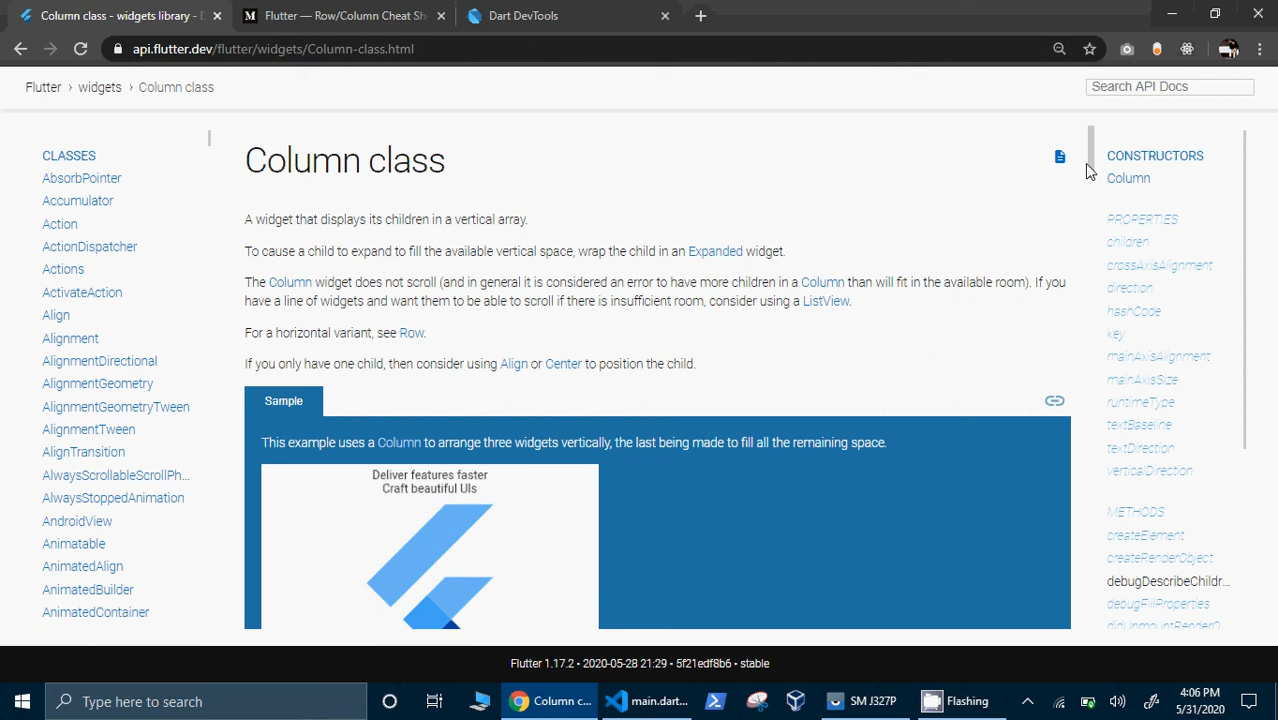 Column class - widgets library -
Flutter — Row/Column Cheat Sh
Dart DevTools
api.flutter.dev/flutter/widgets/Column-class.html
Flutter › widgets › Column class
Search API Docs
CLASSES
AbsorbPointer
Accumulator
Action
ActionDispatcher
Actions
ActivateAction
Align
Alignment
AlignmentDirectional
AlignmentGeometry
AlignmentGeometryTween
AlignmentTween
AlignTransition
AlwaysScrollableScrollPh...
AlwaysStoppedAnimation
AndroidView
Animatable
AnimatedAlign
AnimatedBuilder
AnimatedContainer
Column class
A widget that displays its children in a vertical array.
To cause a child to expand to fill the available vertical space, wrap the child in an Expanded widget.
The Column widget does not scroll (and in general it is considered an error to have more children in a Column than will fit in the available room). If you
have a line of widgets and want them to be able to scroll if there is insufficient room, consider using a ListView.
For a horizontal variant, see Row.
If you only have one child, then consider using Align or Center to position the child.
Sample
This example uses a Column to arrange three widgets vertically, the last being made to fill all the remaining space.
Deliver features faster
Craft beautiful UIs
CONSTRUCTORS
Column
PROPERTIES
children
crossAxisAlignment
direction
hashCode
key
mainAxisAlignment
mainAxisSize
runtimeType
textBaseline
textDirection
verticalDirection
METHODS
createElement
createRenderObject
debugDescribeChildr...
debugFillProperties
didUnmountRenderO
Flutter 1.17.2 • 2020-05-28 21:29 • 5f21edf8b6 • stable
Type here to search
Column c...
main.dart...
SM J327P
Flashing
4:06 PM
5/31/2020